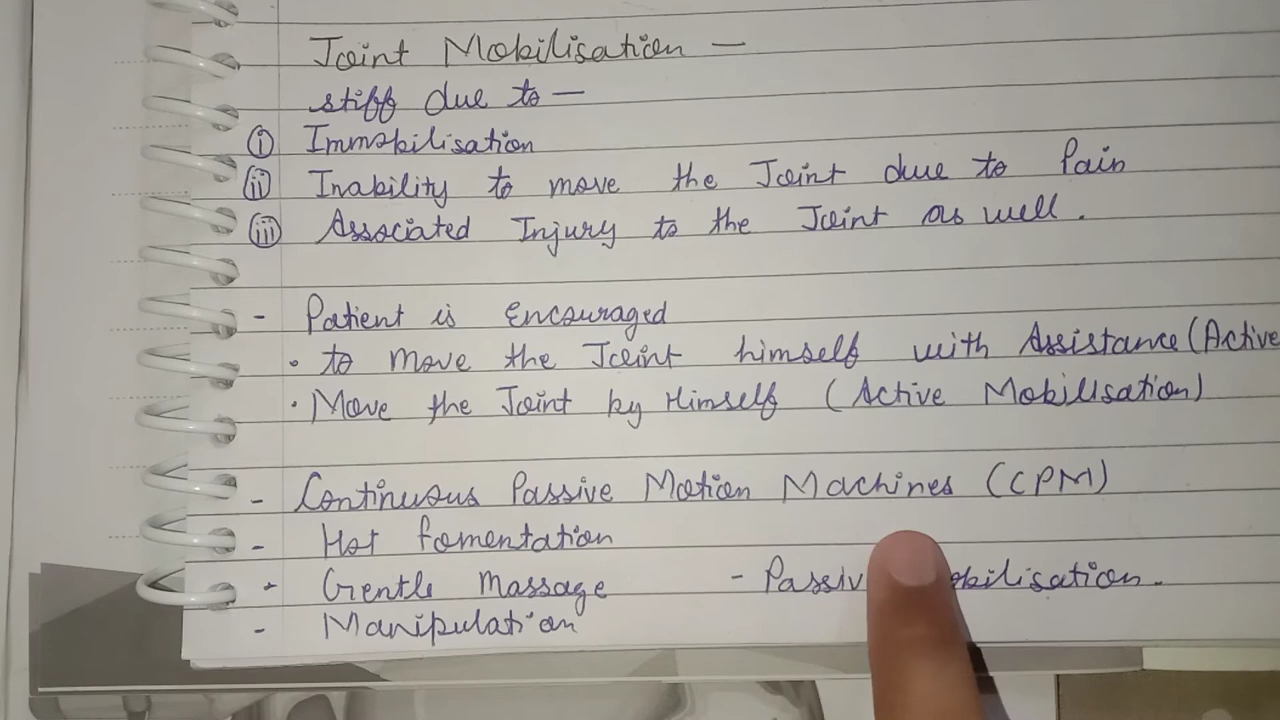 Joint Mobilisation —
stiff due to —
(i) Immobilisation
(ii) Inability to move the Joint due to Pain
(iii) Associated Injury to the Joint as well.
- Patient is Encouraged
• to move the Joint himself with Assistance (Active
• Move the Joint by Himself (Active Mobilisation)
- Continuous Passive Motion Machines (CPM)
- Hot fomentation
- Gentle Massage - Passiv obilisation.
- Manipulation